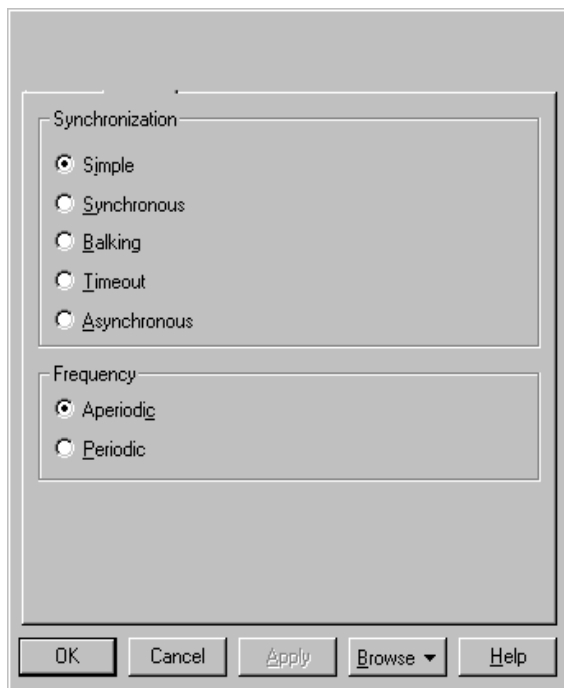 Synchronization
Simple
Synchronous
Balking
Timeout
Asynchronous
Frequency
Aperiodic
Periodic
OK Cancel Apply Browse Help